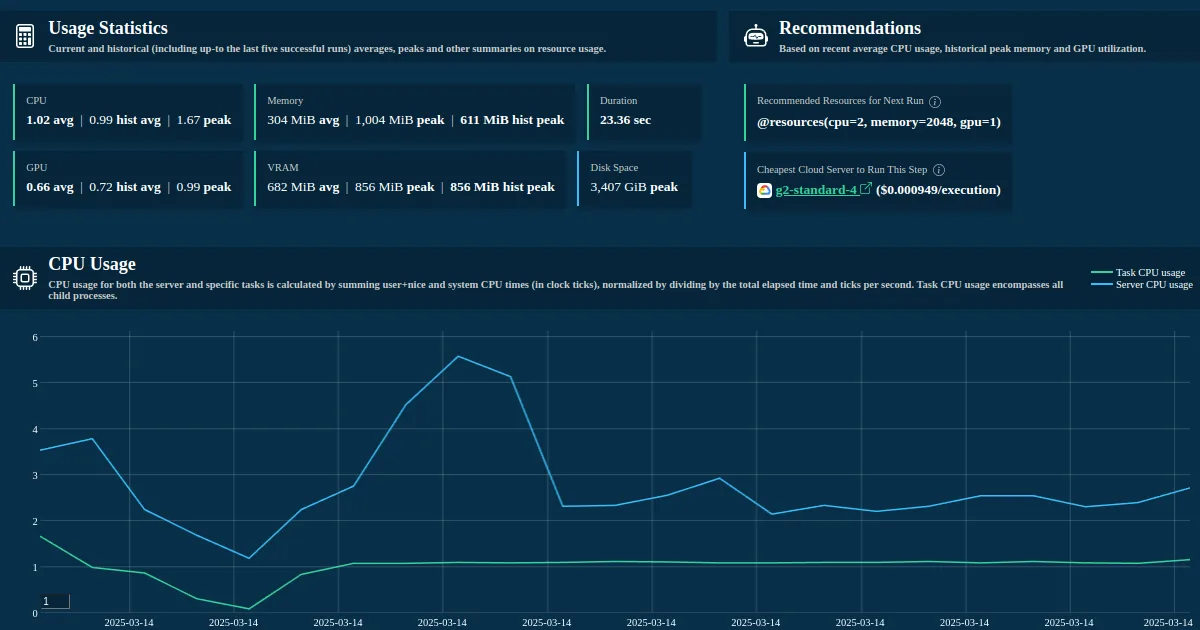 Usage Statistics
Current and historical (including up-to the last five successful runs) averages, peaks and other summaries on resource usage.
Recommendations
Based on recent average CPU usage, historical peak memory and GPU utilization.
CPU
1.02 avg | 0.99 hist avg | 1.67 peak
Memory
304 MiB avg | 1,004 MiB peak | 611 MiB hist peak
Duration
23.36 sec
Recommended Resources for Next Run
@resources(cpu=2, memory=2048, gpu=1)
GPU
0.66 avg | 0.72 hist avg | 0.99 peak
VRAM
682 MiB avg | 856 MiB peak | 856 MiB hist peak
Disk Space
3,407 GiB peak
Cheapest Cloud Server to Run This Step
g2-standard-4 ($0.000949/execution)
CPU Usage
CPU usage for both the server and specific tasks is calculated by summing user+nice and system CPU times (in clock ticks), normalized by dividing by the total elapsed time and ticks per second. Task CPU usage encompasses all
child processes.
Task CPU usage
Server CPU usage
6
5
4
3
2
1
0
1
2025-03-14 2025-03-14 2025-03-14 2025-03-14 2025-03-14 2025-03-14 2025-03-14 2025-03-14 2025-03-14 2025-03-14 2025-03-14